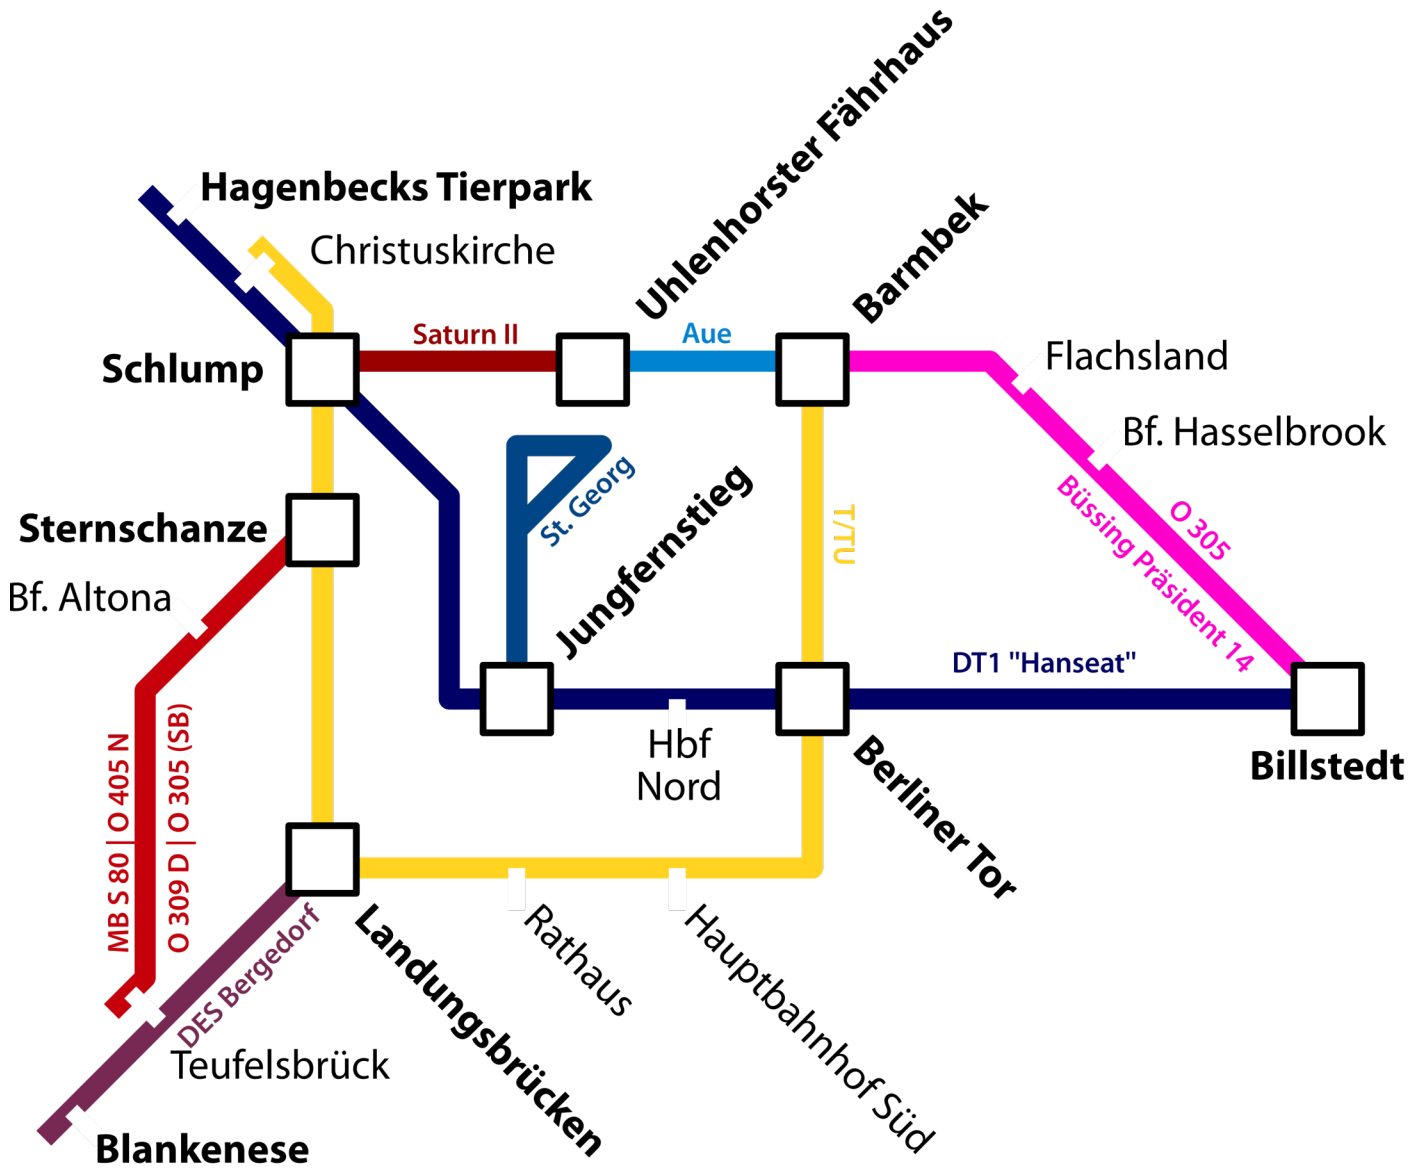 Uhlenhorster Fährhaus
Hagenbecks Tierpark
Barmbek
Christuskirche
Saturn II
Aue
Schlump
Flachsland
Bf. Hasselbrook
St. Georg
Jungfernstieg
T/TU
O 305
Büssing Präsident 14
Sternschanze
Bf. Altona
DT1 "Hanseat"
Hbf
Nord
Berliner Tor
Billstedt
MB S 80 | O 405 N
O 309 D | O 305 (SB)
DES Bergedorf
Landungsbrücken
Rathaus
Hauptbahnhof Süd
Teufelsbrück
Blankenese